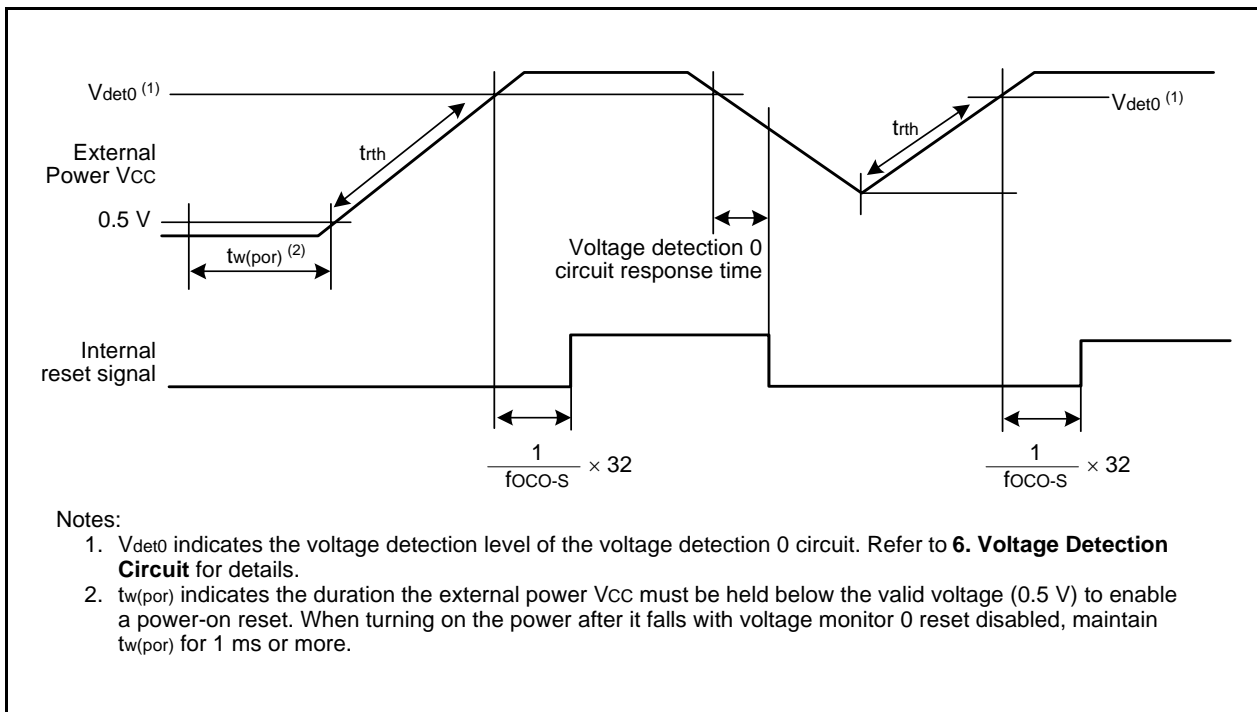 Vdet0 (1)
trth
External
Power VCC
0.5 V
tw(por) (2)
Voltage detection 0
circuit response time
trth
Vdet0 (1)
Internal
reset signal
1
fOCO-S
× 32
1
fOCO-S
× 32
Notes:
1. Vdet0 indicates the voltage detection level of the voltage detection 0 circuit. Refer to 6. Voltage Detection
Circuit for details.
2. tw(por) indicates the duration the external power VCC must be held below the valid voltage (0.5 V) to enable
a power-on reset. When turning on the power after it falls with voltage monitor 0 reset disabled, maintain
tw(por) for 1 ms or more.